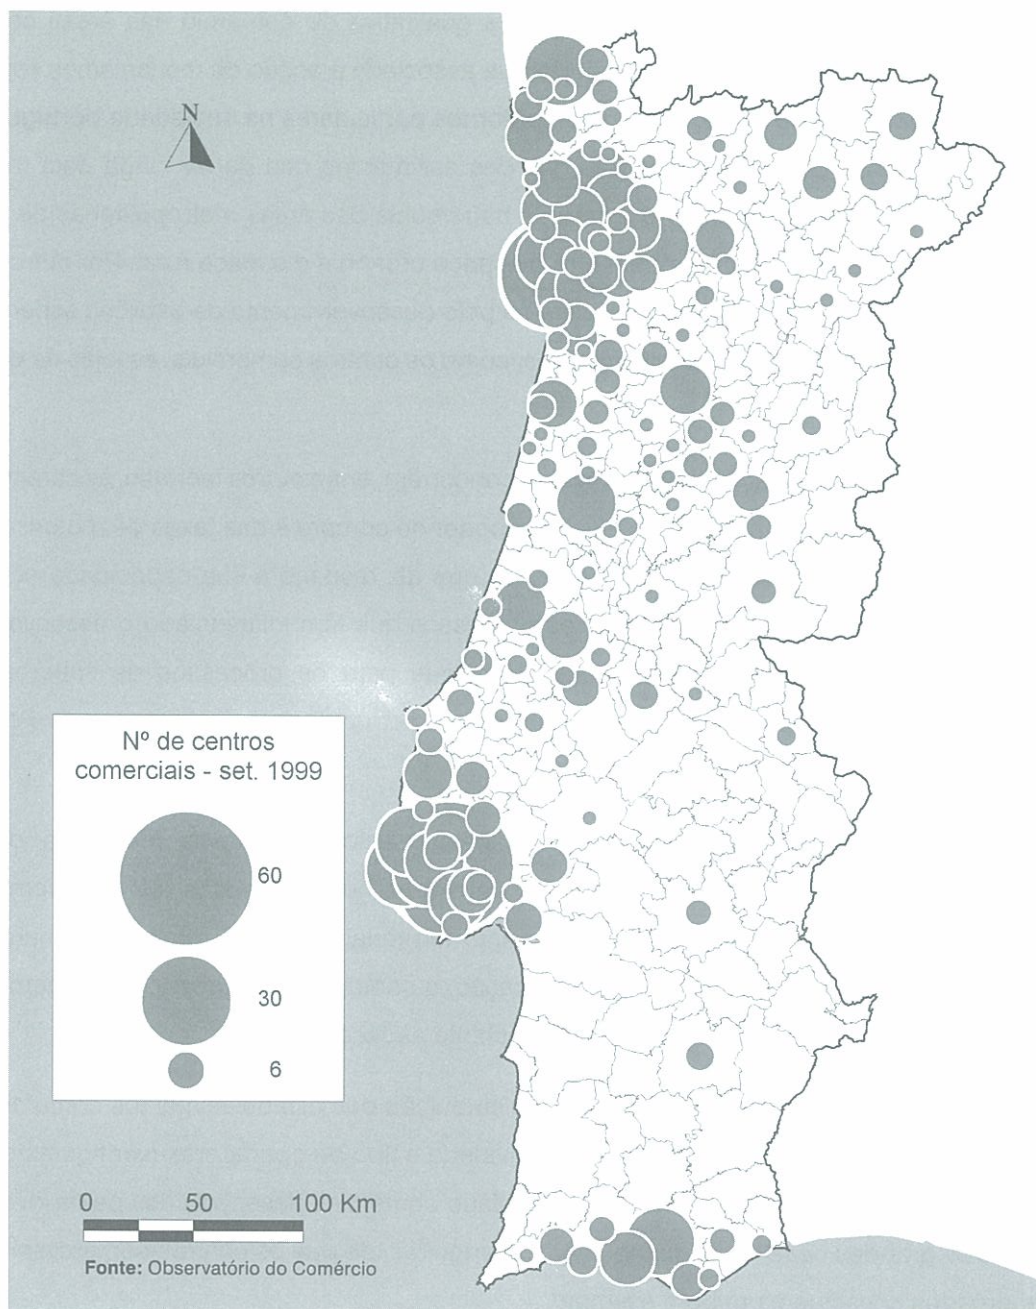 N
Nº de centros
comerciais - set. 1999
60
30
6
0 50 100 Km
Fonte: Observatório do Comércio